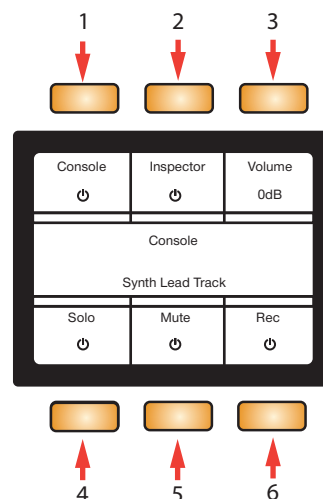 1 2 3
Console Inspector Volume
0dB
Console
Synth Lead Track
Solo Mute Rec
4 5 6